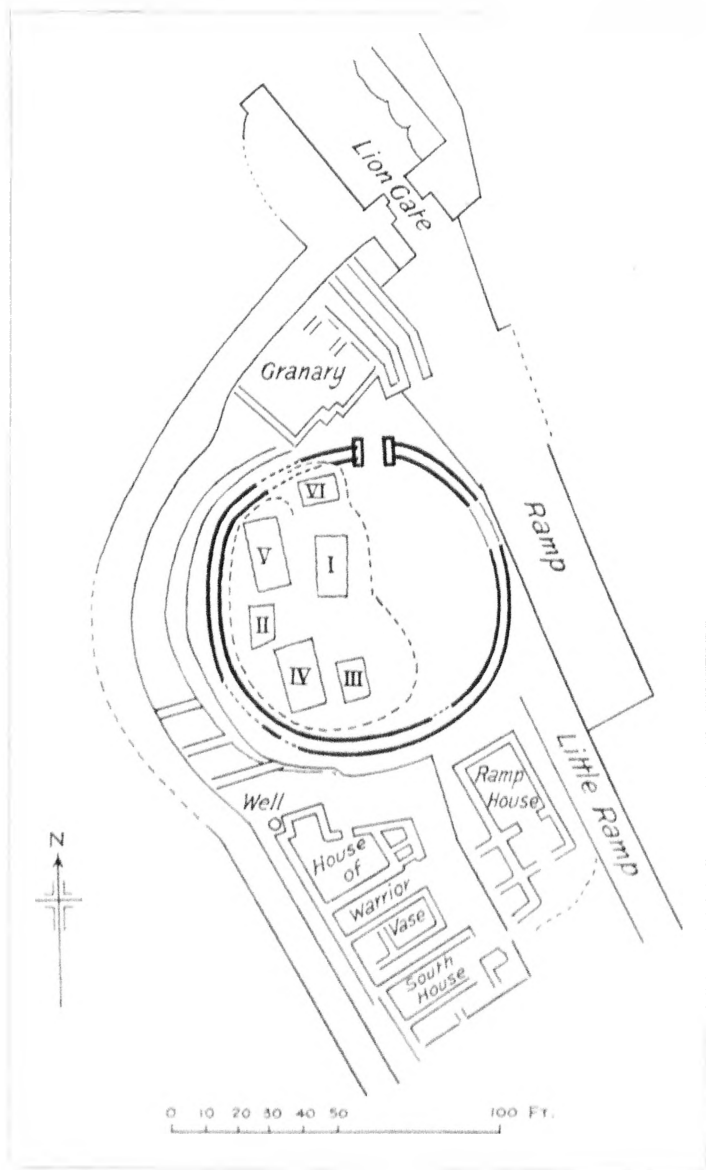 Lion Gate
Granary
VI
V
I
II
IV
III
Ramp
Little Ramp
Ramp
House
Well
House
of
Warrior
Vase
South
House
N
0 10 20 30 40 50 100 FT.